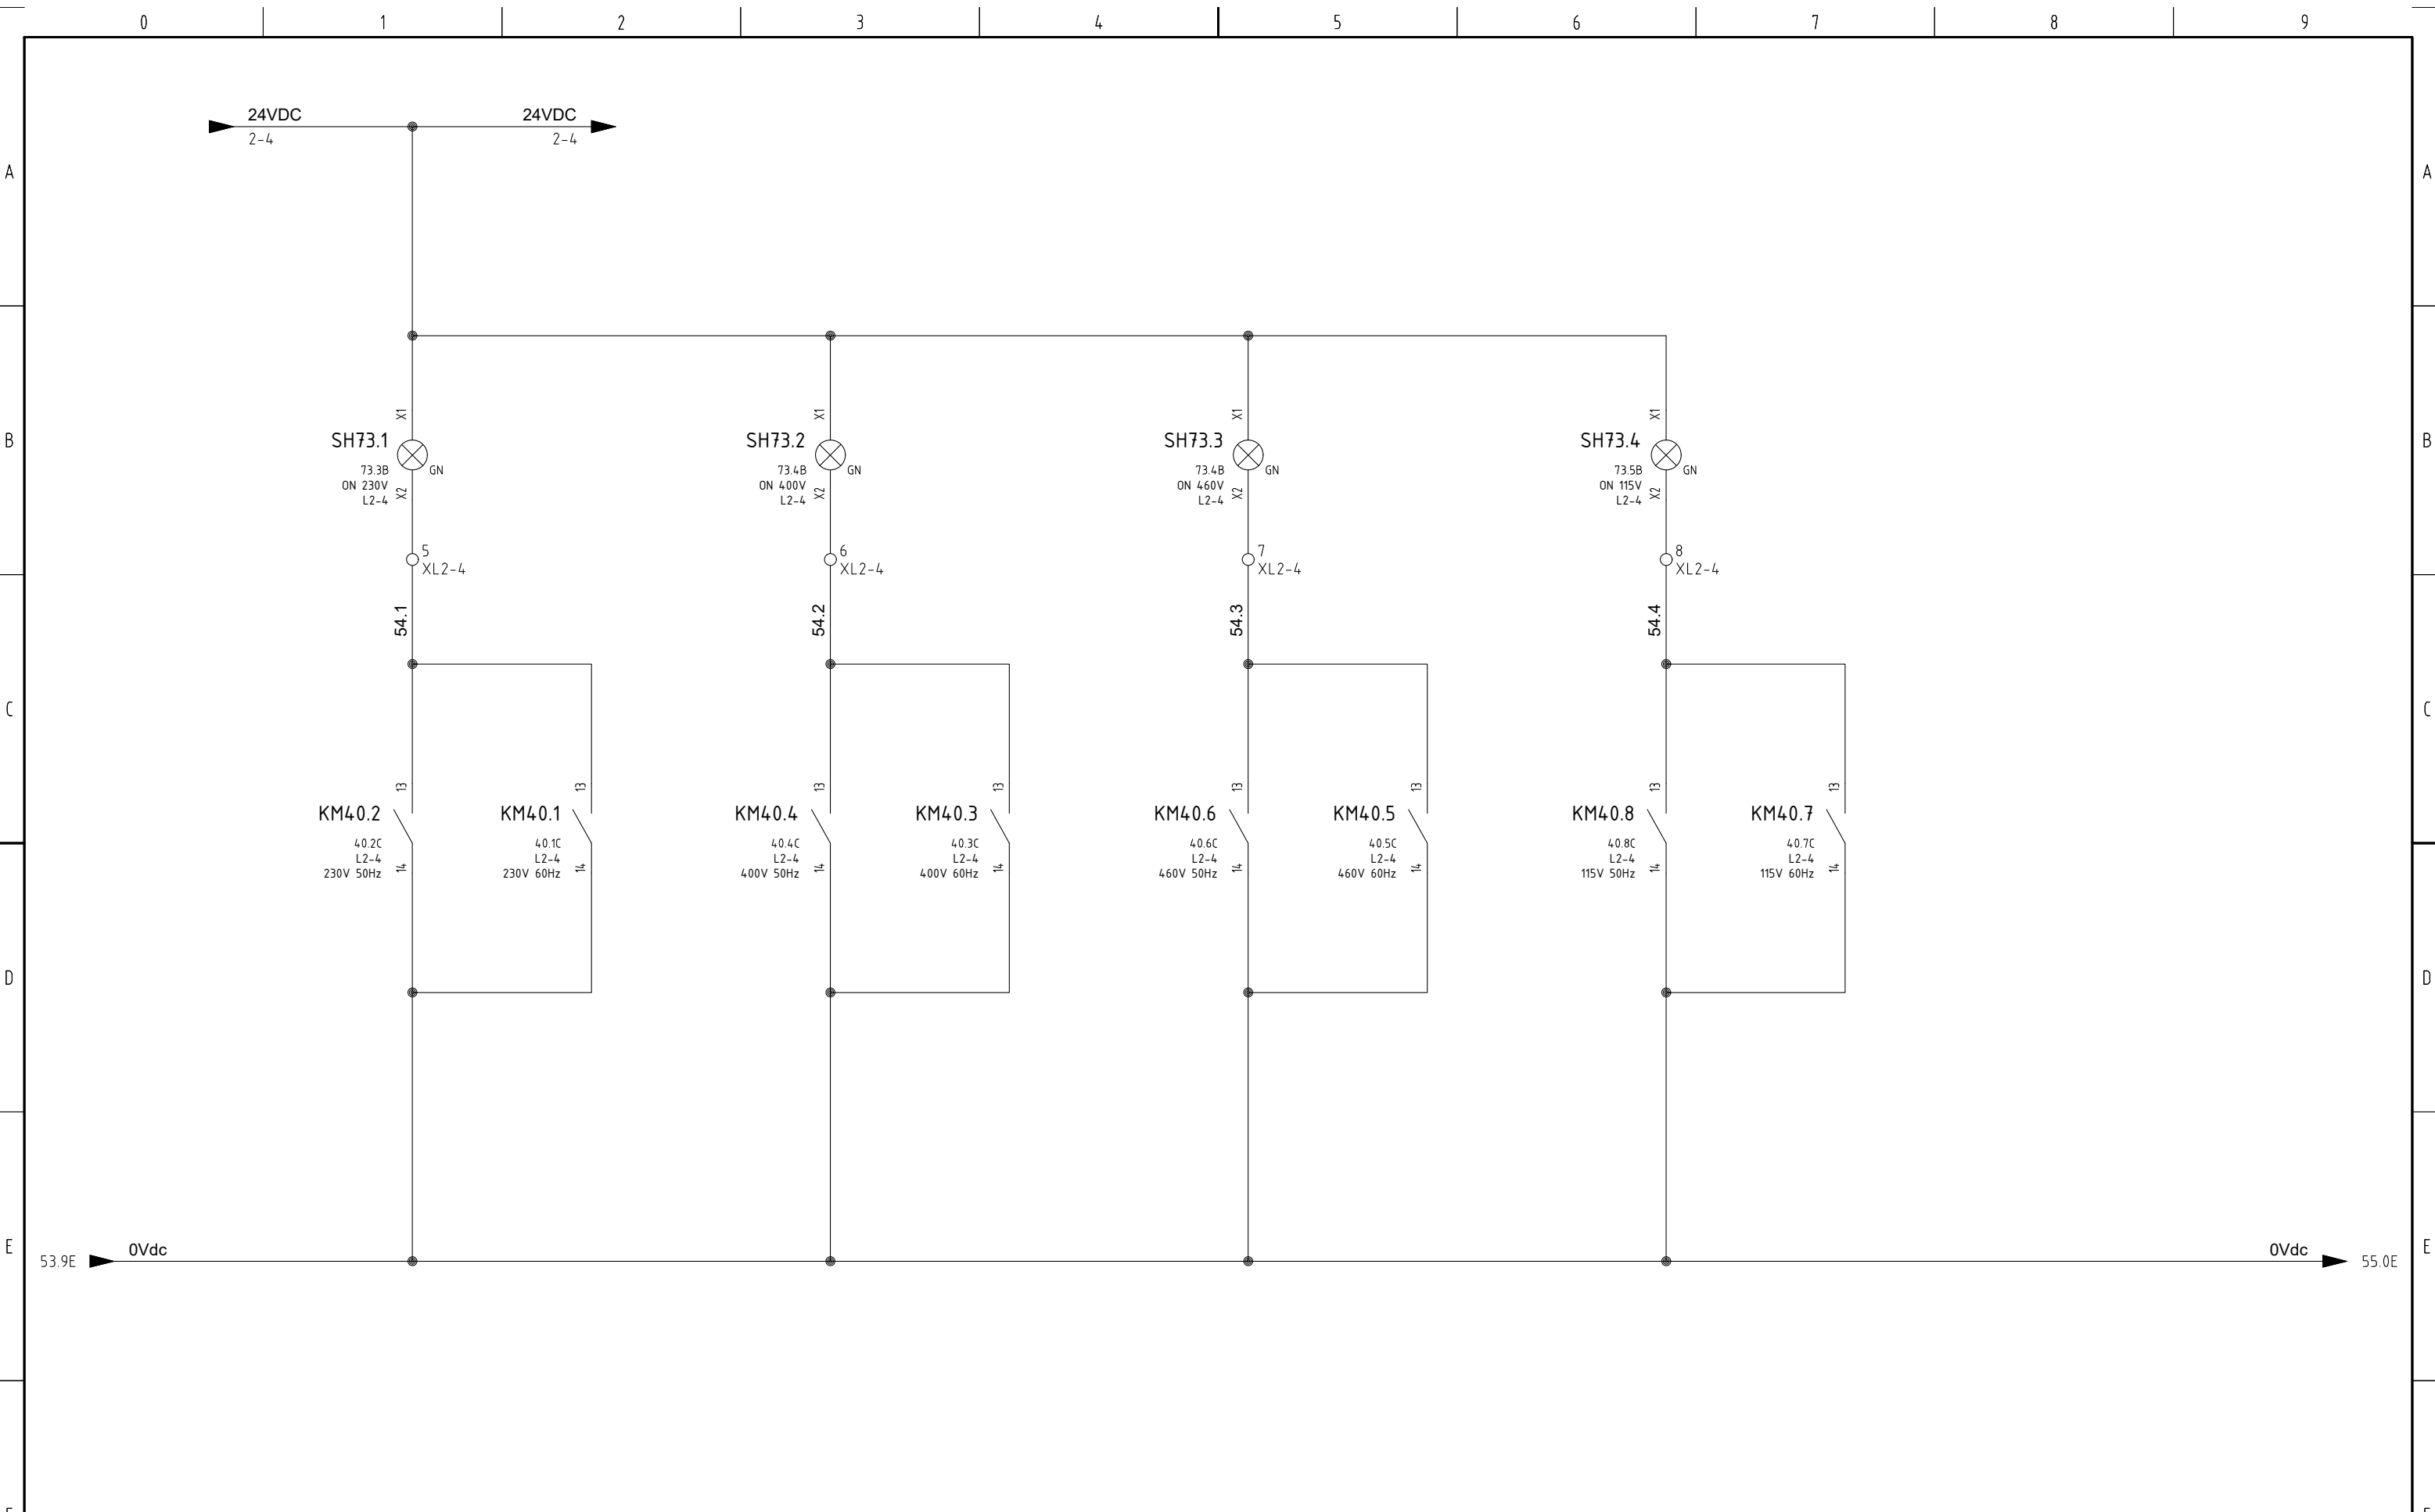 0 1 2 3 4 5 6 7 8 9
24VDC 24VDC
2-4 2-4
A A
X1 X1 X1 X1
B SH73.1 SH73.2 SH73.3 SH73.4 B
73.3B GN 73.4B GN 73.4B GN 73.5B GN
ON 230V ON 400V ON 460V ON 115V
X2 X2 X2 X2
L2-4 L2-4 L2-4 L2-4
5 6 7 8
XL2-4 XL2-4 XL2-4 XL2-4
54.1 54.2 54.3 54.4
C C
13 13 13 13 13 13 13 13
KM40.2 KM40.1 KM40.4 KM40.3 KM40.6 KM40.5 KM40.8 KM40.7
40.2C 40.1C 40.4C 40.3C 40.6C 40.5C 40.8C 40.7C
L2-4 L2-4 L2-4 L2-4 L2-4 L2-4 L2-4 L2-4
230V 50Hz 230V 60Hz 400V 50Hz 400V 60Hz 460V 50Hz 460V 60Hz 115V 50Hz 115V 60Hz
14 14 14 14 14 14 14 14
D D
E 0Vdc 0Vdc E
53.9E 55.0E